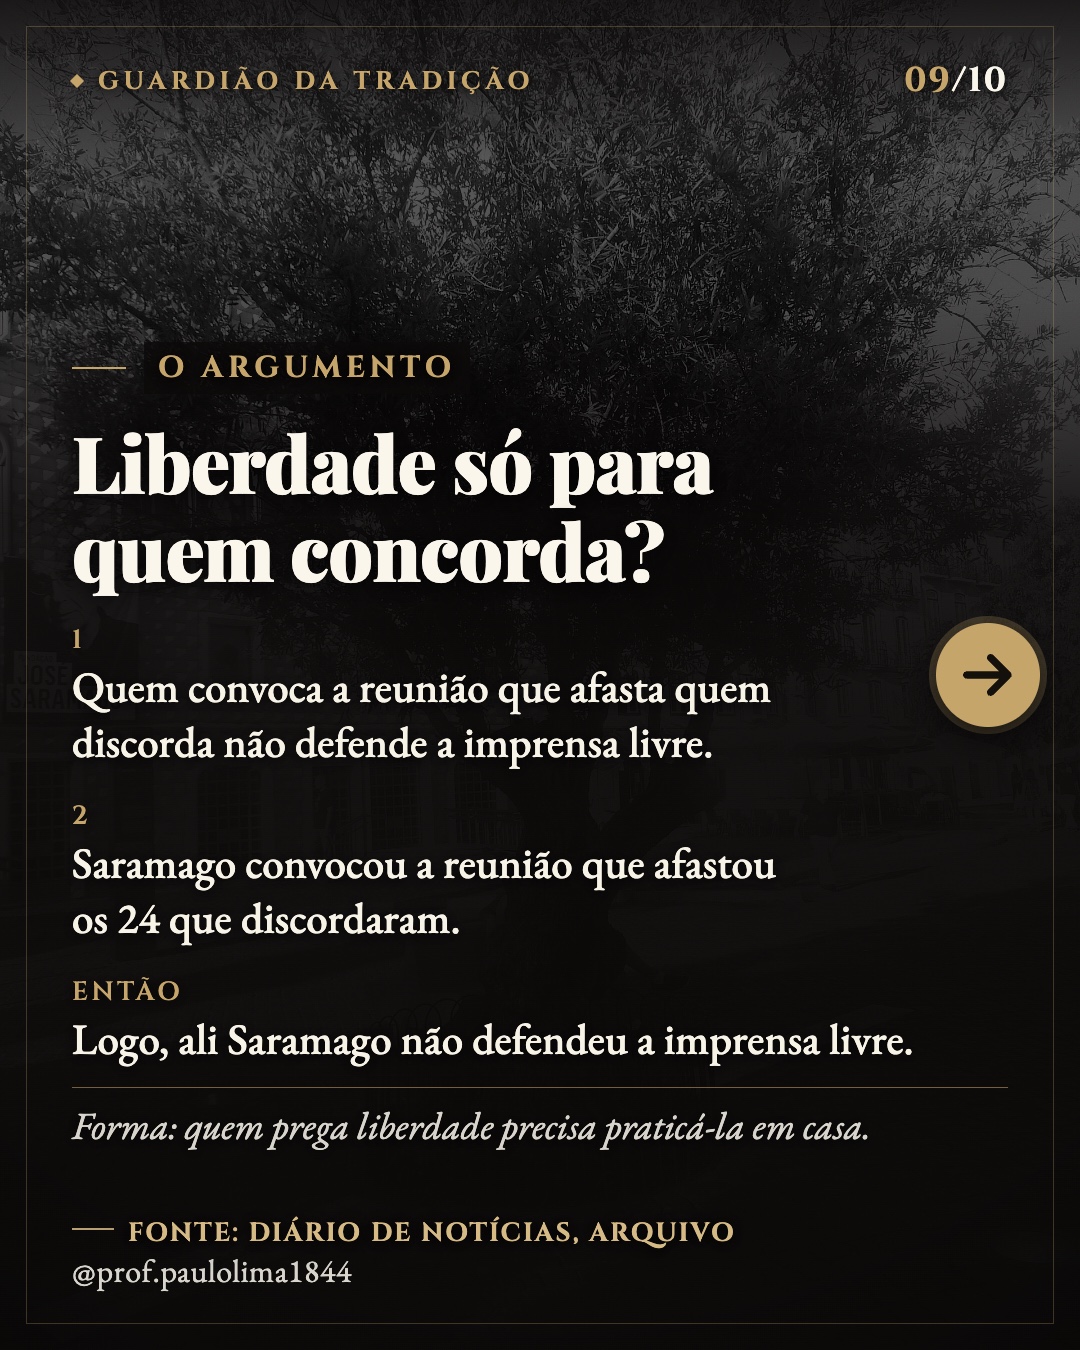 GUARDIÃO DA TRADIÇÃO
09/10
O ARGUMENTO
Liberdade só para
quem concorda?
1
Quem convoca a reunião que afasta quem
discorda não defende a imprensa livre.
2
Saramago convocou a reunião que afastou
os 24 que discordaram.
ENTÃO
Logo, ali Saramago não defendeu a imprensa livre.
Forma: quem prega liberdade precisa praticá-la em casa.
FONTE: DIÁRIO DE NOTÍCIAS, ARQUIVO
@prof.paulolima1844